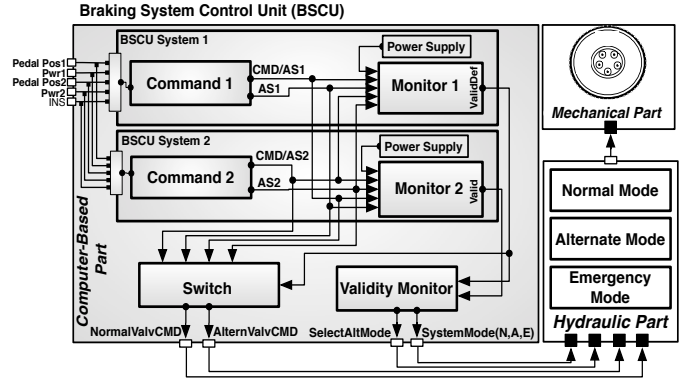 Braking System Control Unit (BSCU)
BSCU System 1
Pedal Pos1
Pwr1
Pedal Pos2
Pwr2
INS
Command 1
CMD/AS1
AS1
Power Supply
Monitor 1
ValidDef
BSCU System 2
Command 2
CMD/AS2
AS2
Power Supply
Monitor 2
Valid
Computer-Based
Part
Switch
Validity Monitor
NormalValvCMD
AlternValvCMD
SelectAltMode
SystemMode(N,A,E)
Mechanical Part
Normal Mode
Alternate Mode
Emergency
Mode
Hydraulic Part